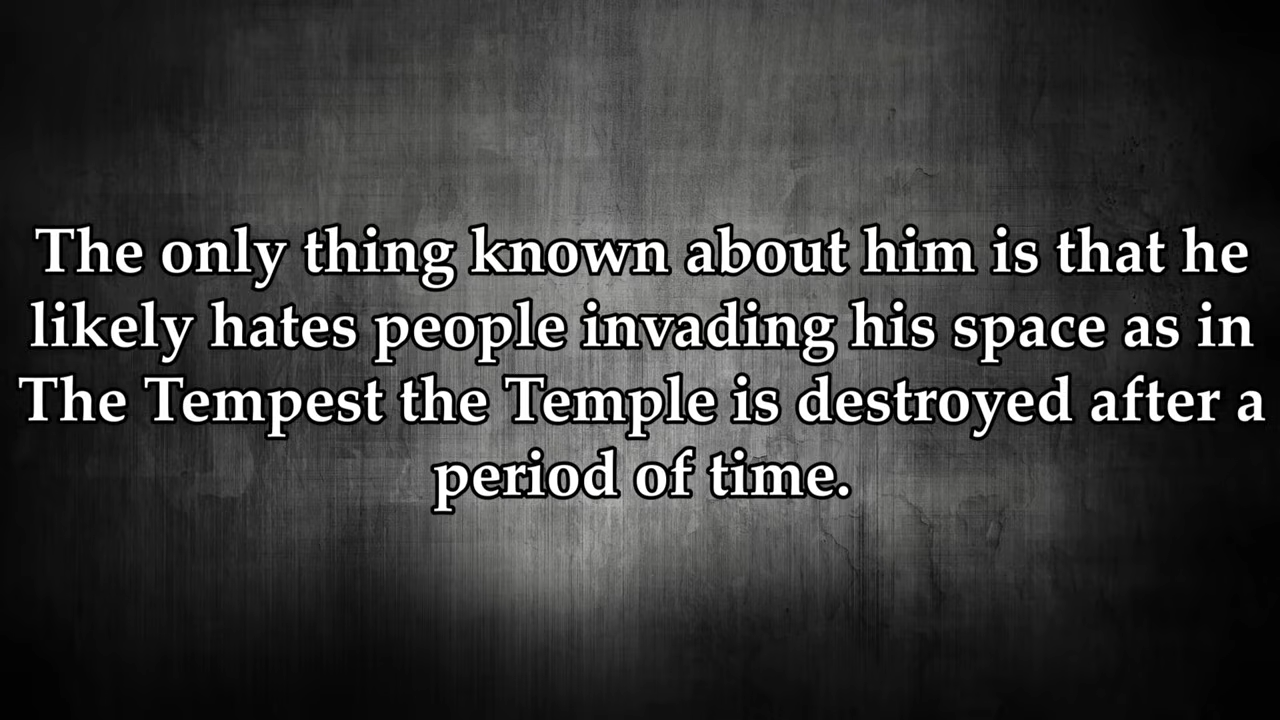 The only thing known about him is that he
likely hates people invading his space as in
The Tempest the Temple is destroyed after a
period of time.